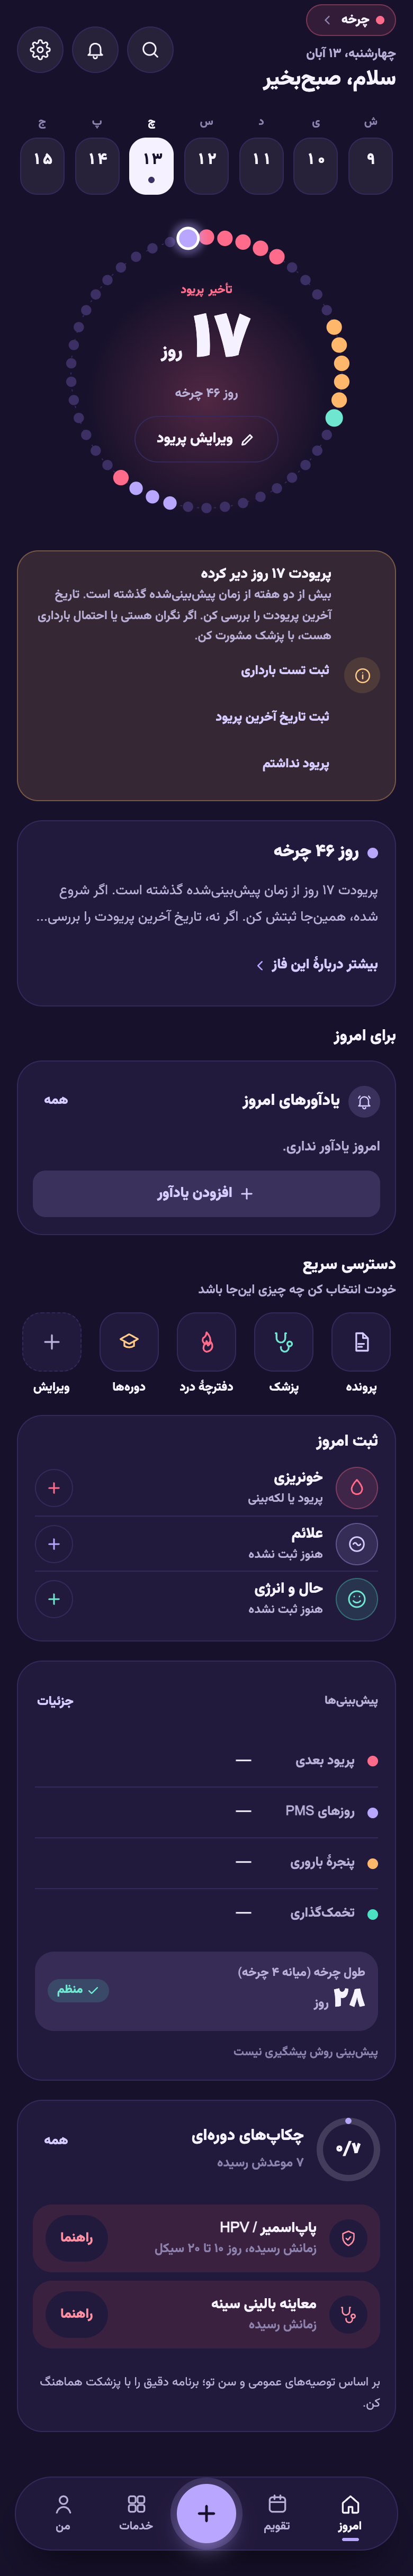 چرخه
چهارشنبه، ۱۳ آبان
سلام، صبح‌بخیر
ش ی د س چ پ ج
۹ ۱۰ ۱۱ ۱۲ ۱۳ ۱۴ ۱۵
تأخیر پریود
۱۷ روز
روز ۴۶ چرخه
ویرایش پریود
پریودت ۱۷ روز دیر کرده
بیش از دو هفته از زمان پیش‌بینی‌شده گذشته است. تاریخ
آخرین پریودت را بررسی کن. اگر نگران هستی یا احتمال بارداری
هست، با پزشک مشورت کن.
ثبت تست بارداری
ثبت تاریخ آخرین پریود
پریود نداشتم
روز ۴۶ چرخه
پریودت ۱۷ روز از زمان پیش‌بینی‌شده گذشته است. اگر شروع
شده، همین‌جا ثبتش کن. اگر نه، تاریخ آخرین پریودت را بررسی...
بیشتر دربارهٔ این فاز
برای امروز
یادآورهای امروز
همه
امروز یادآور نداری.
افزودن یادآور
دسترسی سریع
خودت انتخاب کن چه چیزی این‌جا باشد
پرونده پزشک دفترچهٔ درد دوره‌ها ویرایش
ثبت امروز
خونریزی
پریود یا لکه‌بینی
علائم
هنوز ثبت نشده
حال و انرژی
هنوز ثبت نشده
پیش‌بینی‌ها
جزئیات
پریود بعدی —
روزهای PMS —
پنجرهٔ باروری —
تخمک‌گذاری —
طول چرخه (میانه ۴ چرخه)
۲۸ روز
منظم
پیش‌بینی روش پیشگیری نیست
۰/۷
چکاپ‌های دوره‌ای
۷ موعدش رسیده
همه
پاپ‌اسمیر / HPV
زمانش رسیده، روز ۱۰ تا ۲۰ سیکل
راهنما
معاینه بالینی سینه
زمانش رسیده
راهنما
بر اساس توصیه‌های عمومی و سن تو؛ برنامه دقیق را با پزشکت هماهنگ
کن.
امروز تقویم خدمات من